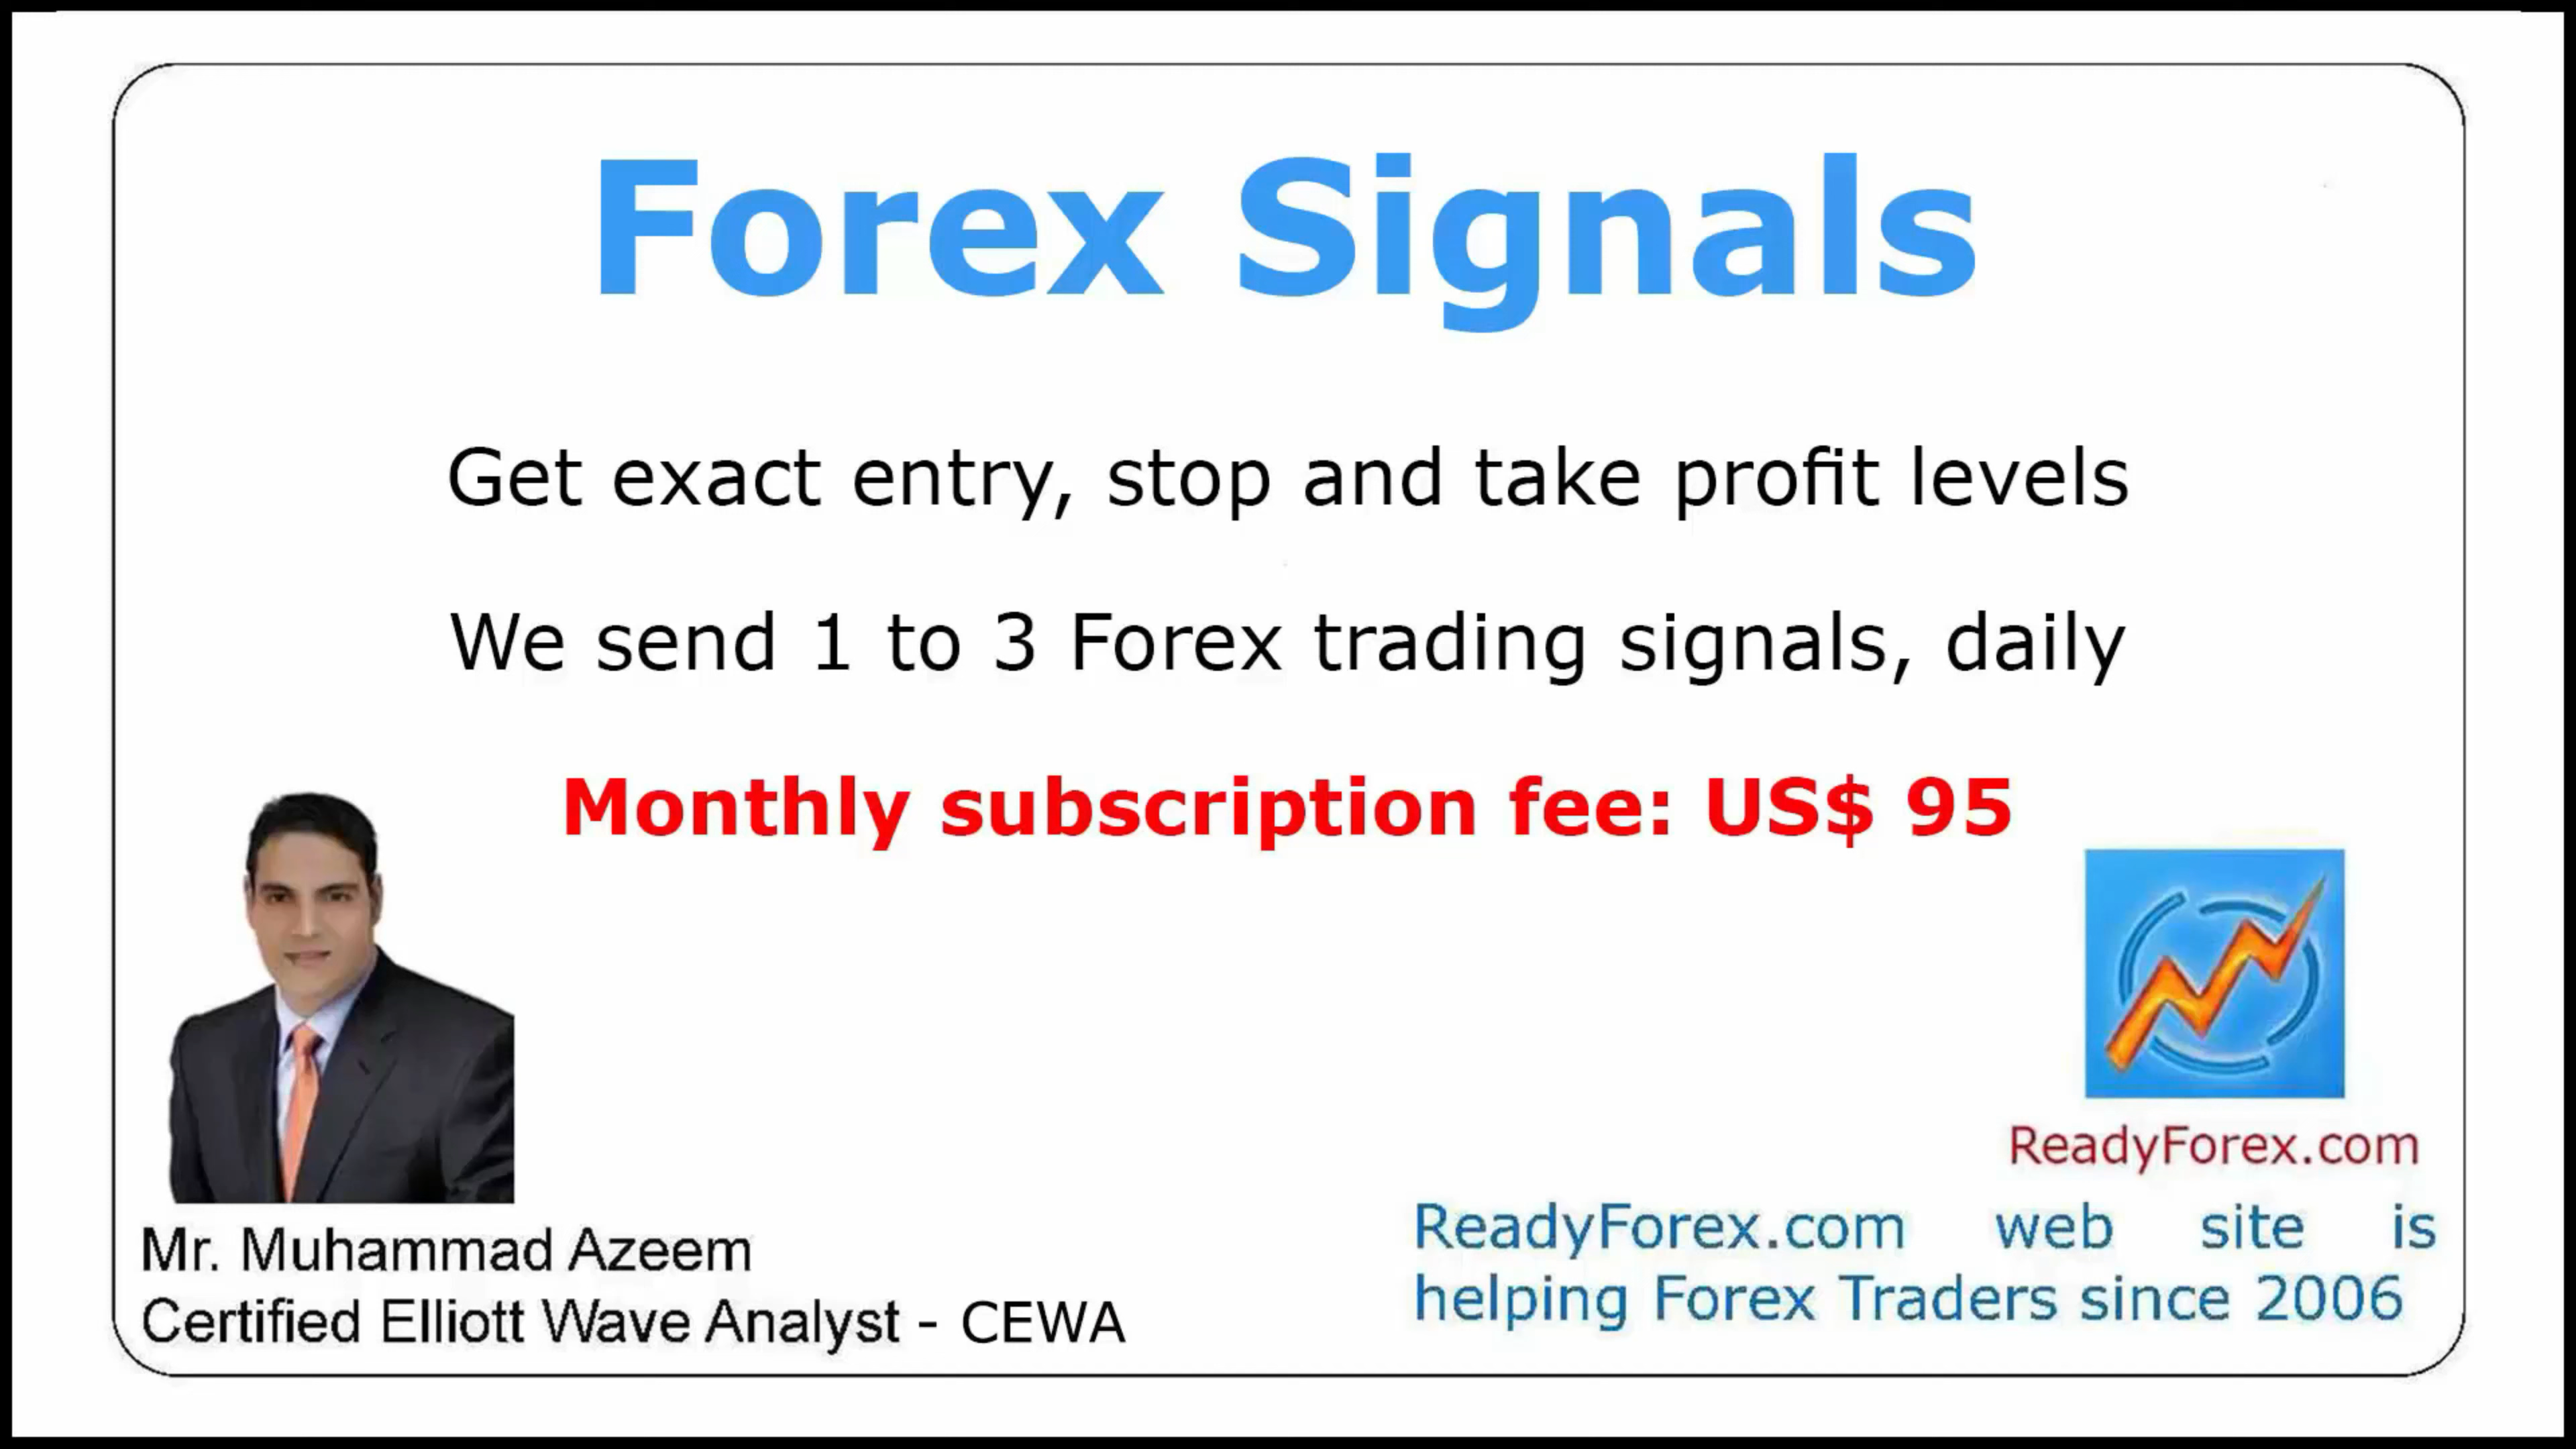 Forex Signals
Get exact entry, stop and take profit levels
We send 1 to 3 Forex trading signals, daily
Monthly subscription fee: US$ 95
Mr. Muhammad Azeem
Certified Elliott Wave Analyst - CEWA
ReadyForex.com
ReadyForex.com web site is
helping Forex Traders since 2006